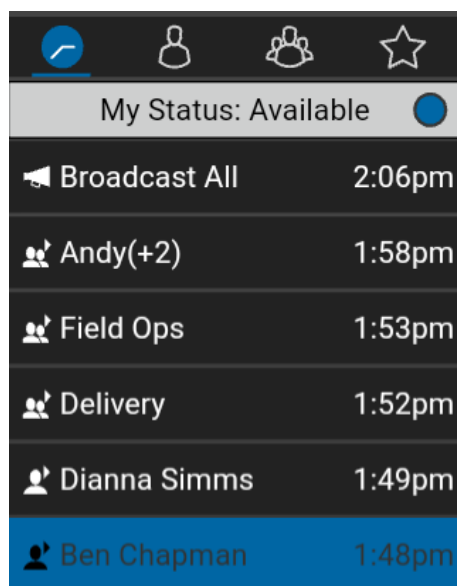 My Status: Available
Broadcast All 2:06pm
Andy(+2) 1:58pm
Field Ops 1:53pm
Delivery 1:52pm
Dianna Simms 1:49pm
Ben Chapman 1:48pm